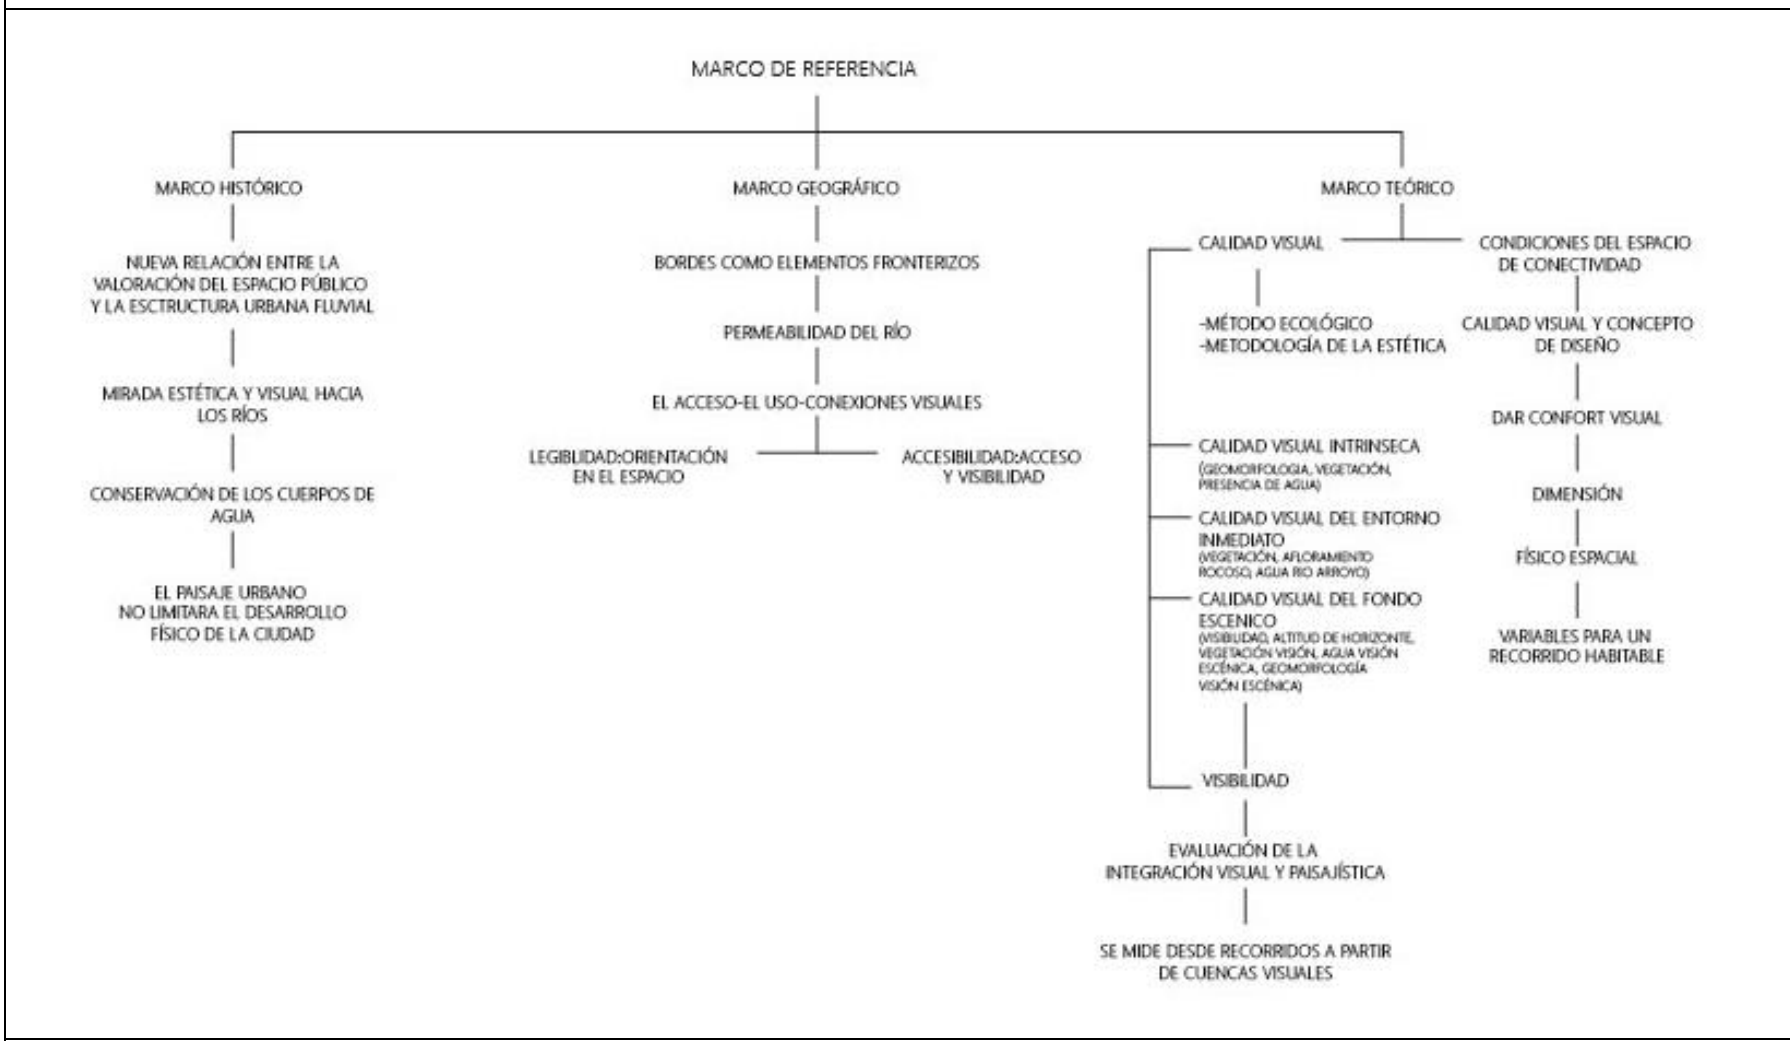 MARCO DE REFERENCIA
MARCO HISTÓRICO
NUEVA RELACIÓN ENTRE LA
VALORACIÓN DEL ESPACIO PÚBLICO
Y LA ESCTRUCTURA URBANA FLUVIAL
MIRADA ESTÉTICA Y VISUAL HACIA
LOS RÍOS
CONSERVACIÓN DE LOS CUERPOS DE
AGUA
EL PAISAJE URBANO
NO LIMITARA EL DESARROLLO
FÍSICO DE LA CIUDAD
MARCO GEOGRÁFICO
BORDES COMO ELEMENTOS FRONTERIZOS
PERMEABILIDAD DEL RÍO
EL ACCESO-EL USO-CONEXIONES VISUALES
LEGIBLIDAD:ORIENTACIÓN
EN EL ESPACIO
ACCESIBILIDAD:ACCESO
Y VISIBILIDAD
MARCO TEÓRICO
CALIDAD VISUAL
-MÉTODO ECOLÓGICO
-METODOLOGÍA DE LA ESTÉTICA
CALIDAD VISUAL INTRINSECA
(GEOMORFOLOGIA, VEGETACIÓN,
PRESENCIA DE AGUA)
CALIDAD VISUAL DEL ENTORNO
INMEDIATO
(VEGETACIÓN, AFLORAMIENTO
ROCOSO, AGUA RIO ARROYO)
CALIDAD VISUAL DEL FONDO
ESCENICO
(VISIBILIDAD, ALTITUD DE HORIZONTE,
VEGETACIÓN VISIÓN, AGUA VISIÓN
ESCÉNICA, GEOMORFOLOGÍA
VISIÓN ESCÉNICA)
VISIBILIDAD
EVALUACIÓN DE LA
INTEGRACIÓN VISUAL Y PAISAJÍSTICA
SE MIDE DESDE RECORRIDOS A PARTIR
DE CUENCAS VISUALES
CONDICIONES DEL ESPACIO
DE CONECTIVIDAD
CALIDAD VISUAL Y CONCEPTO
DE DISEÑO
DAR CONFORT VISUAL
DIMENSIÓN
FÍSICO ESPACIAL
VARIABLES PARA UN
RECORRIDO HABITABLE